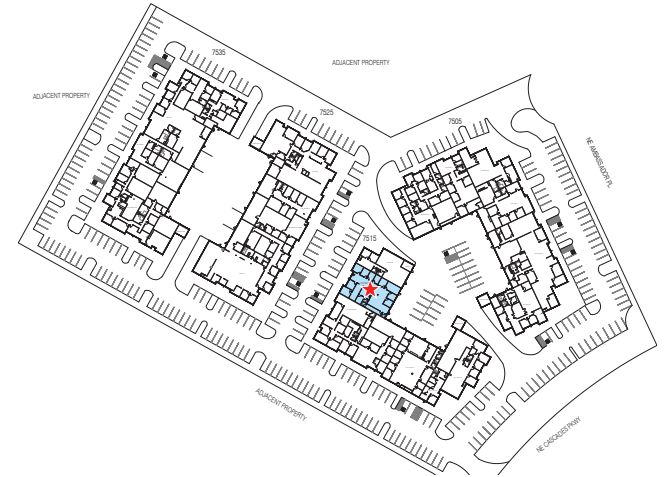 7535
ADJACENT PROPERTY
ADJACENT PROPERTY
7525
7505
NE AMBASSADOR PL
7515
ADJACENT PROPERTY
NE CASCADES PKWY